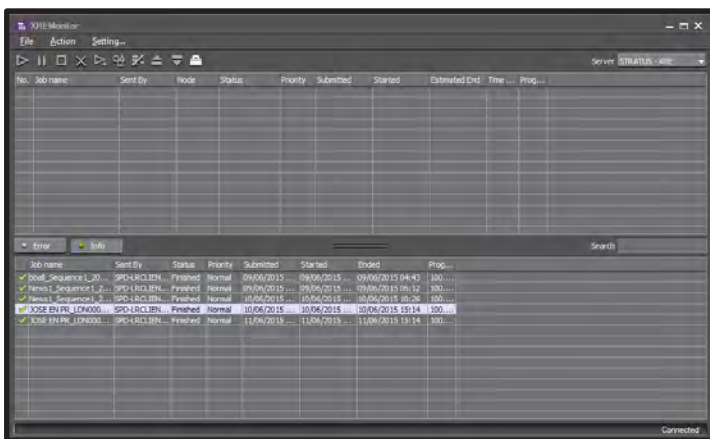 XREMonitor
File Action Setting...
Server STRATUS - XRE
No. Job name Sent By Node Status Priority Submitted Started Estimated End Time ... Prog...
Error Info Search
Job name Sent By Status Priority Submitted Started Ended Prog...
bball_Sequence1_20... SPD-LRCLIEN... Finished Normal 09/06/2015 ... 09/06/2015 ... 09/06/2015 04:43 100....
News1_Sequence1_2... SPD-LRCLIEN... Finished Normal 09/06/2015 ... 09/06/2015 ... 09/06/2015 06:12 100....
News1_Sequence1_2... SPD-LRCLIEN... Finished Normal 10/06/2015 ... 10/06/2015 ... 10/06/2015 10:26 100....
JOSE EN PR_LDN000... SPD-LRCLIEN... Finished Normal 10/06/2015 ... 10/06/2015 ... 10/06/2015 15:14 100....
JOSE EN PR_LDN000... SPD-LRCLIEN... Finished Normal 11/06/2015 ... 11/06/2015 ... 11/06/2015 15:14 100....
Connected